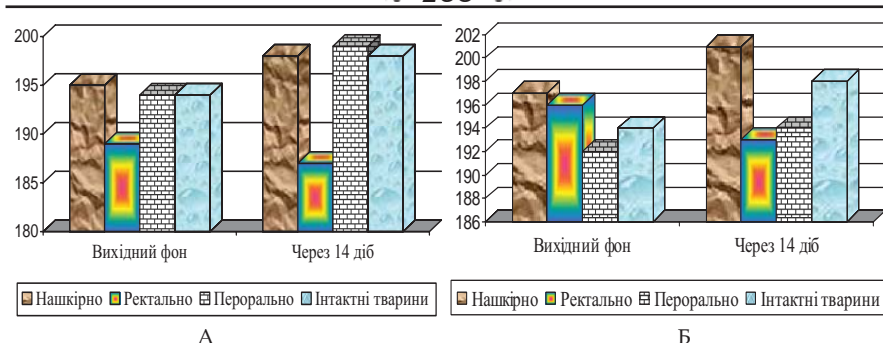 200
195
190
185
180
Вихідний фон
Через 14 діб
Нашкірно Ректально Перорально Інтактні тварини
А
202
200
198
196
194
192
190
188
186
Вихідний фон
Через 14 діб
Нашкірно Ректально Перорально Інтактні тварини
Б